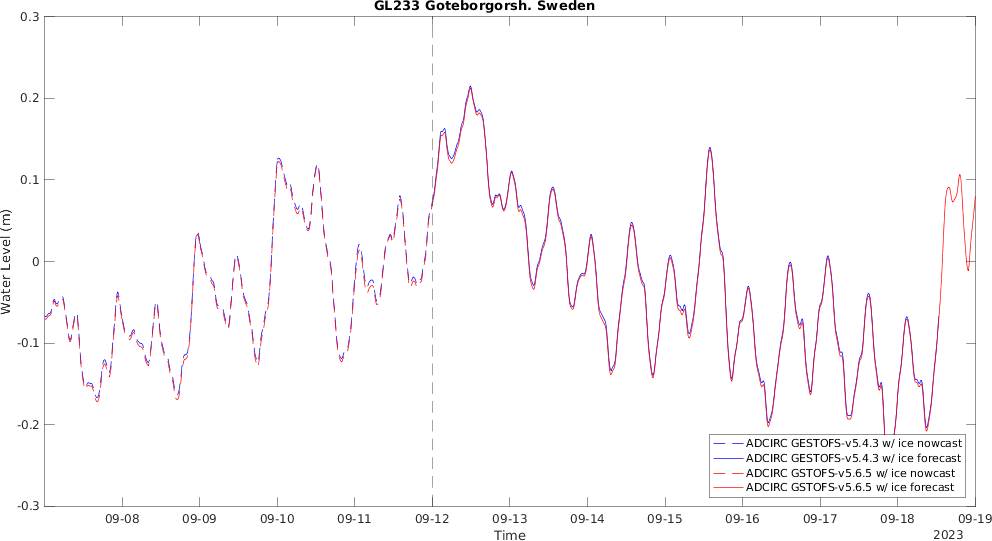 GL233 Goteborgorsh. Sweden
0.3
0.2
0.1
0
-0.1
-0.2
-0.3
Water Level (m)
09-08
09-09
09-10
09-11
09-12
09-13
09-14
09-15
09-16
09-17
09-18
09-19
Time
2023
ADCIRC GESTOFS-v5.4.3 w/ ice nowcast
ADCIRC GESTOFS-v5.4.3 w/ ice forecast
ADCIRC GSTOFS-v5.6.5 w/ ice nowcast
ADCIRC GSTOFS-v5.6.5 w/ ice forecast